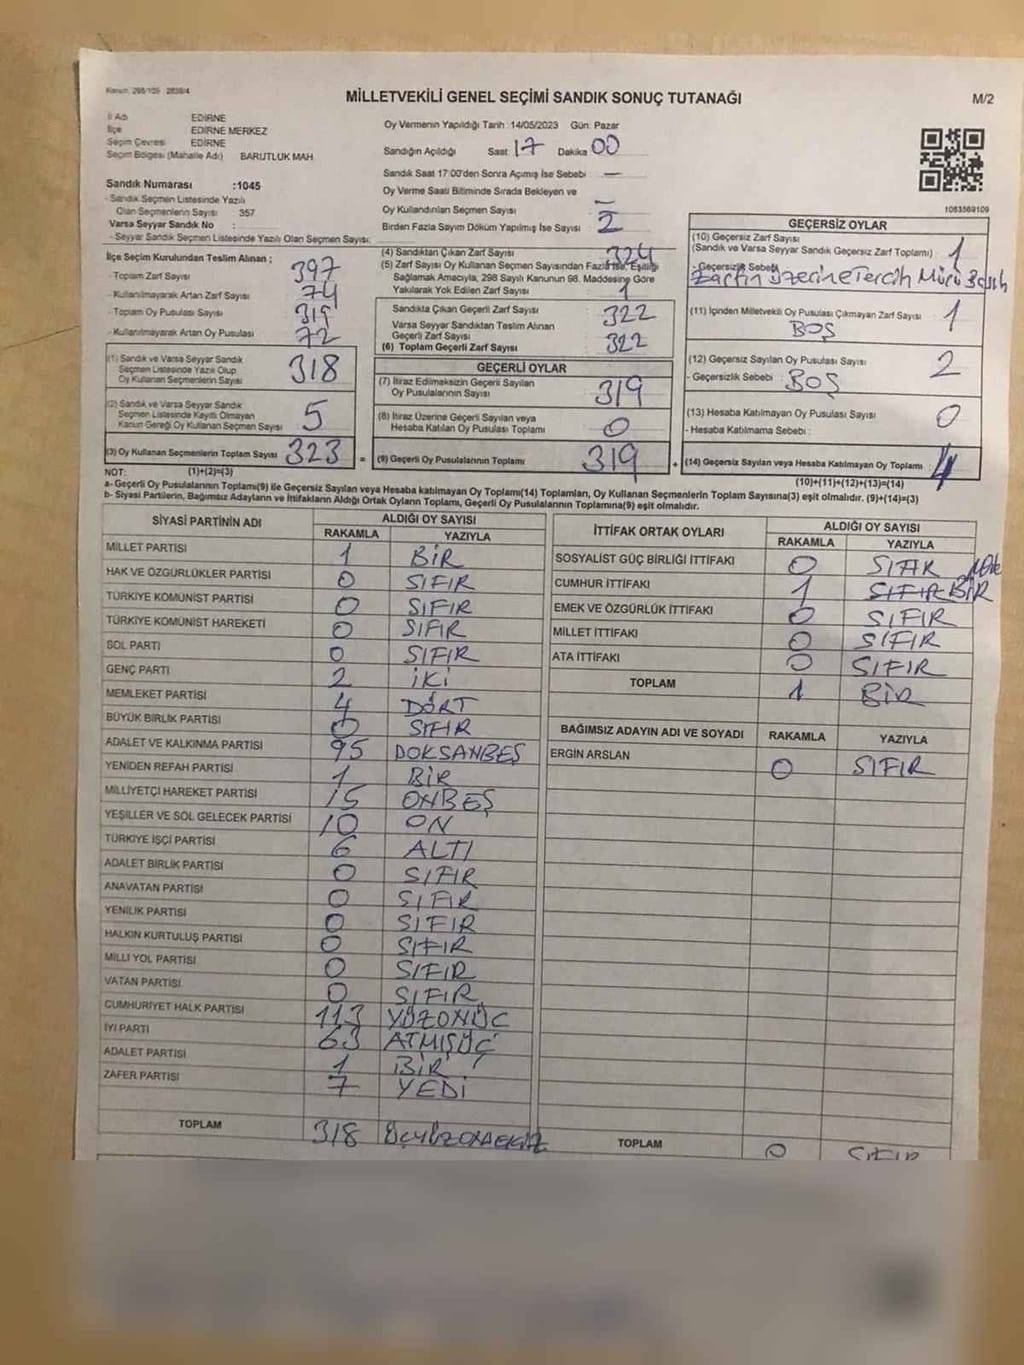 Kanun: 298/105 2839/4
MİLLETVEKİLİ GENEL SEÇİMİ SANDIK SONUÇ TUTANAĞI
M/2
İl Adı EDİRNE
İlçe EDİRNE MERKEZ
Seçim Çevresi EDİRNE
Seçim Bölgesi (Mahalle Adı) BARUTLUK MAH
Sandık Numarası :1045
- Sandık Seçmen Listesinde Yazılı
Olan Seçmenlerin Sayısı 357
Varsa Seyyar Sandık No :
- Seyyar Sandık Seçmen Listesinde Yazılı Olan Seçmen Sayısı:
Oy Vermenin Yapıldığı Tarih :14/05/2023 Gün: Pazar
Sandığın Açıldığı Saat: 17 Dakika: 00
Sandık Saat 17:00'den Sonra Açımış İse Sebebi: —
Oy Verme Saati Bitiminde Sırada Bekleyen ve
Oy Kullandırılan Seçmen Sayısı –
Birden Fazla Sayım Döküm Yapılmış İse Sayısı : 2
1083569109
İlçe Seçim Kurulundan Teslim Alınan ;
- Toplam Zarf Sayısı 397
- Kullanılmayarak Artan Zarf Sayısı 74
- Toplam Oy Pusulası Sayısı
- Kullanılmayarak Artan Oy Pusulası 72
(1) Sandık ve Varsa Seyyar Sandık
Seçmen Listesinde Yazılı Olup
Oy Kullanan Seçmenlerin Sayısı 318
(2) Sandık ve Varsa Seyyar Sandık
Seçmen Listesinde Kayıtlı Olmayan
Kanun Gereği Oy Kullanan Seçmen Sayısı 5
(3) Oy Kullanan Seçmenlerin Toplam Sayısı 323
(4) Sandıktan Çıkan Zarf Sayısı 324
(5) Zarf Sayısı Oy Kullanan Seçmen Sayısından Fazla İse, Eşitliği
Sağlamak Amacıyla, 298 Sayılı Kanunun 98. Maddesine Göre
Yakılarak Yok Edilen Zarf Sayısı 1
Sandıkta Çıkan Geçerli Zarf Sayısı 322
Varsa Seyyar Sandıktan Teslim Alınan
Geçerli Zarf Sayısı
(6) Toplam Geçerli Zarf Sayısı 322
GEÇERLİ OYLAR
(7) İtiraz Edilmeksizin Geçerli Sayılan
Oy Pusulalarının Sayısı 319
(8) İtiraz Üzerine Geçerli Sayılan veya
Hesaba Katılan Oy Pusulası Toplamı 0
= (9) Geçerli Oy Pusulalarının Toplamı 319
GEÇERSİZ OYLAR
(10) Geçersiz Zarf Sayısı
(Sandık ve Varsa Seyyar Sandık Geçersiz Zarf Toplamı) 1
- Geçersizlik Sebebi
Zarfın üzerine Tercih Mührü Basılı
(11) İçinden Milletvekili Oy Pusulası Çıkmayan Zarf Sayısı 1
BOŞ
(12) Geçersiz Sayılan Oy Pusulası Sayısı 2
- Geçersizlik Sebebi : BOŞ
(13) Hesaba Katılmayan Oy Pusulası Sayısı 0
- Hesaba Katılmama Sebebi :
+ (14) Geçersiz Sayılan veya Hesaba Katılmayan Oy Toplamı 4
NOT: (1)+(2)=(3)
(10)+(11)+(12)+(13)=(14)
a- Geçerli Oy Pusulalarının Toplamı(9) ile Geçersiz Sayılan veya Hesaba katılmayan Oy Toplamı(14) Toplamları, Oy Kullanan Seçmenlerin Toplam Sayısına(3) eşit olmalıdır. (9)+(14)=(3)
b- Siyasi Partilerin, Bağımsız Adayların ve İttifakların Aldığı Ortak Oyların Toplamı, Geçerli Oy Pusulalarının Toplamına(9) eşit olmalıdır.
SİYASİ PARTİNİN ADI ALDIĞI OY SAYISI
RAKAMLA YAZIYLA
MİLLET PARTİSİ 1 BİR
HAK VE ÖZGÜRLÜKLER PARTİSİ 0 SIFIR
TÜRKİYE KOMÜNİST PARTİSİ 0 SIFIR
TÜRKİYE KOMÜNİST HAREKETİ 0 SIFIR
SOL PARTİ 0 SIFIR
GENÇ PARTİ 2 İKİ
MEMLEKET PARTİSİ 4 DÖRT
BÜYÜK BİRLİK PARTİSİ 0 SIFIR
ADALET VE KALKINMA PARTİSİ 95 DOKSANBEŞ
YENİDEN REFAH PARTİSİ 1 BİR
MİLLİYETÇİ HAREKET PARTİSİ 15 ONBEŞ
YEŞİLLER VE SOL GELECEK PARTİSİ 10 ON
TÜRKİYE İŞÇİ PARTİSİ 6 ALTI
ADALET BİRLİK PARTİSİ 0 SIFIR
ANAVATAN PARTİSİ 0 SIFIR
YENİLİK PARTİSİ 0 SIFIR
HALKIN KURTULUŞ PARTİSİ 0 SIFIR
MİLLİ YOL PARTİSİ 0 SIFIR
VATAN PARTİSİ 0 SIFIR
CUMHURİYET HALK PARTİSİ 113 YÜZONÜÇ
İYİ PARTİ 63 ATMIŞÜÇ
ADALET PARTİSİ 1 BİR
ZAFER PARTİSİ 7 YEDİ
TOPLAM 318
İTTİFAK ORTAK OYLARI ALDIĞI OY SAYISI
RAKAMLA YAZIYLA
SOSYALİST GÜÇ BİRLİĞİ İTTİFAKI 0 SIFIR
CUMHUR İTTİFAKI 1 SIFIR BİR
EMEK VE ÖZGÜRLÜK İTTİFAKI 0 SIFIR
MİLLET İTTİFAKI 0 SIFIR
ATA İTTİFAKI 0 SIFIR
TOPLAM 1 BİR
BAĞIMSIZ ADAYIN ADI VE SOYADI RAKAMLA YAZIYLA
ERGİN ARSLAN 0 SIFIR
TOPLAM 0 SIFIR